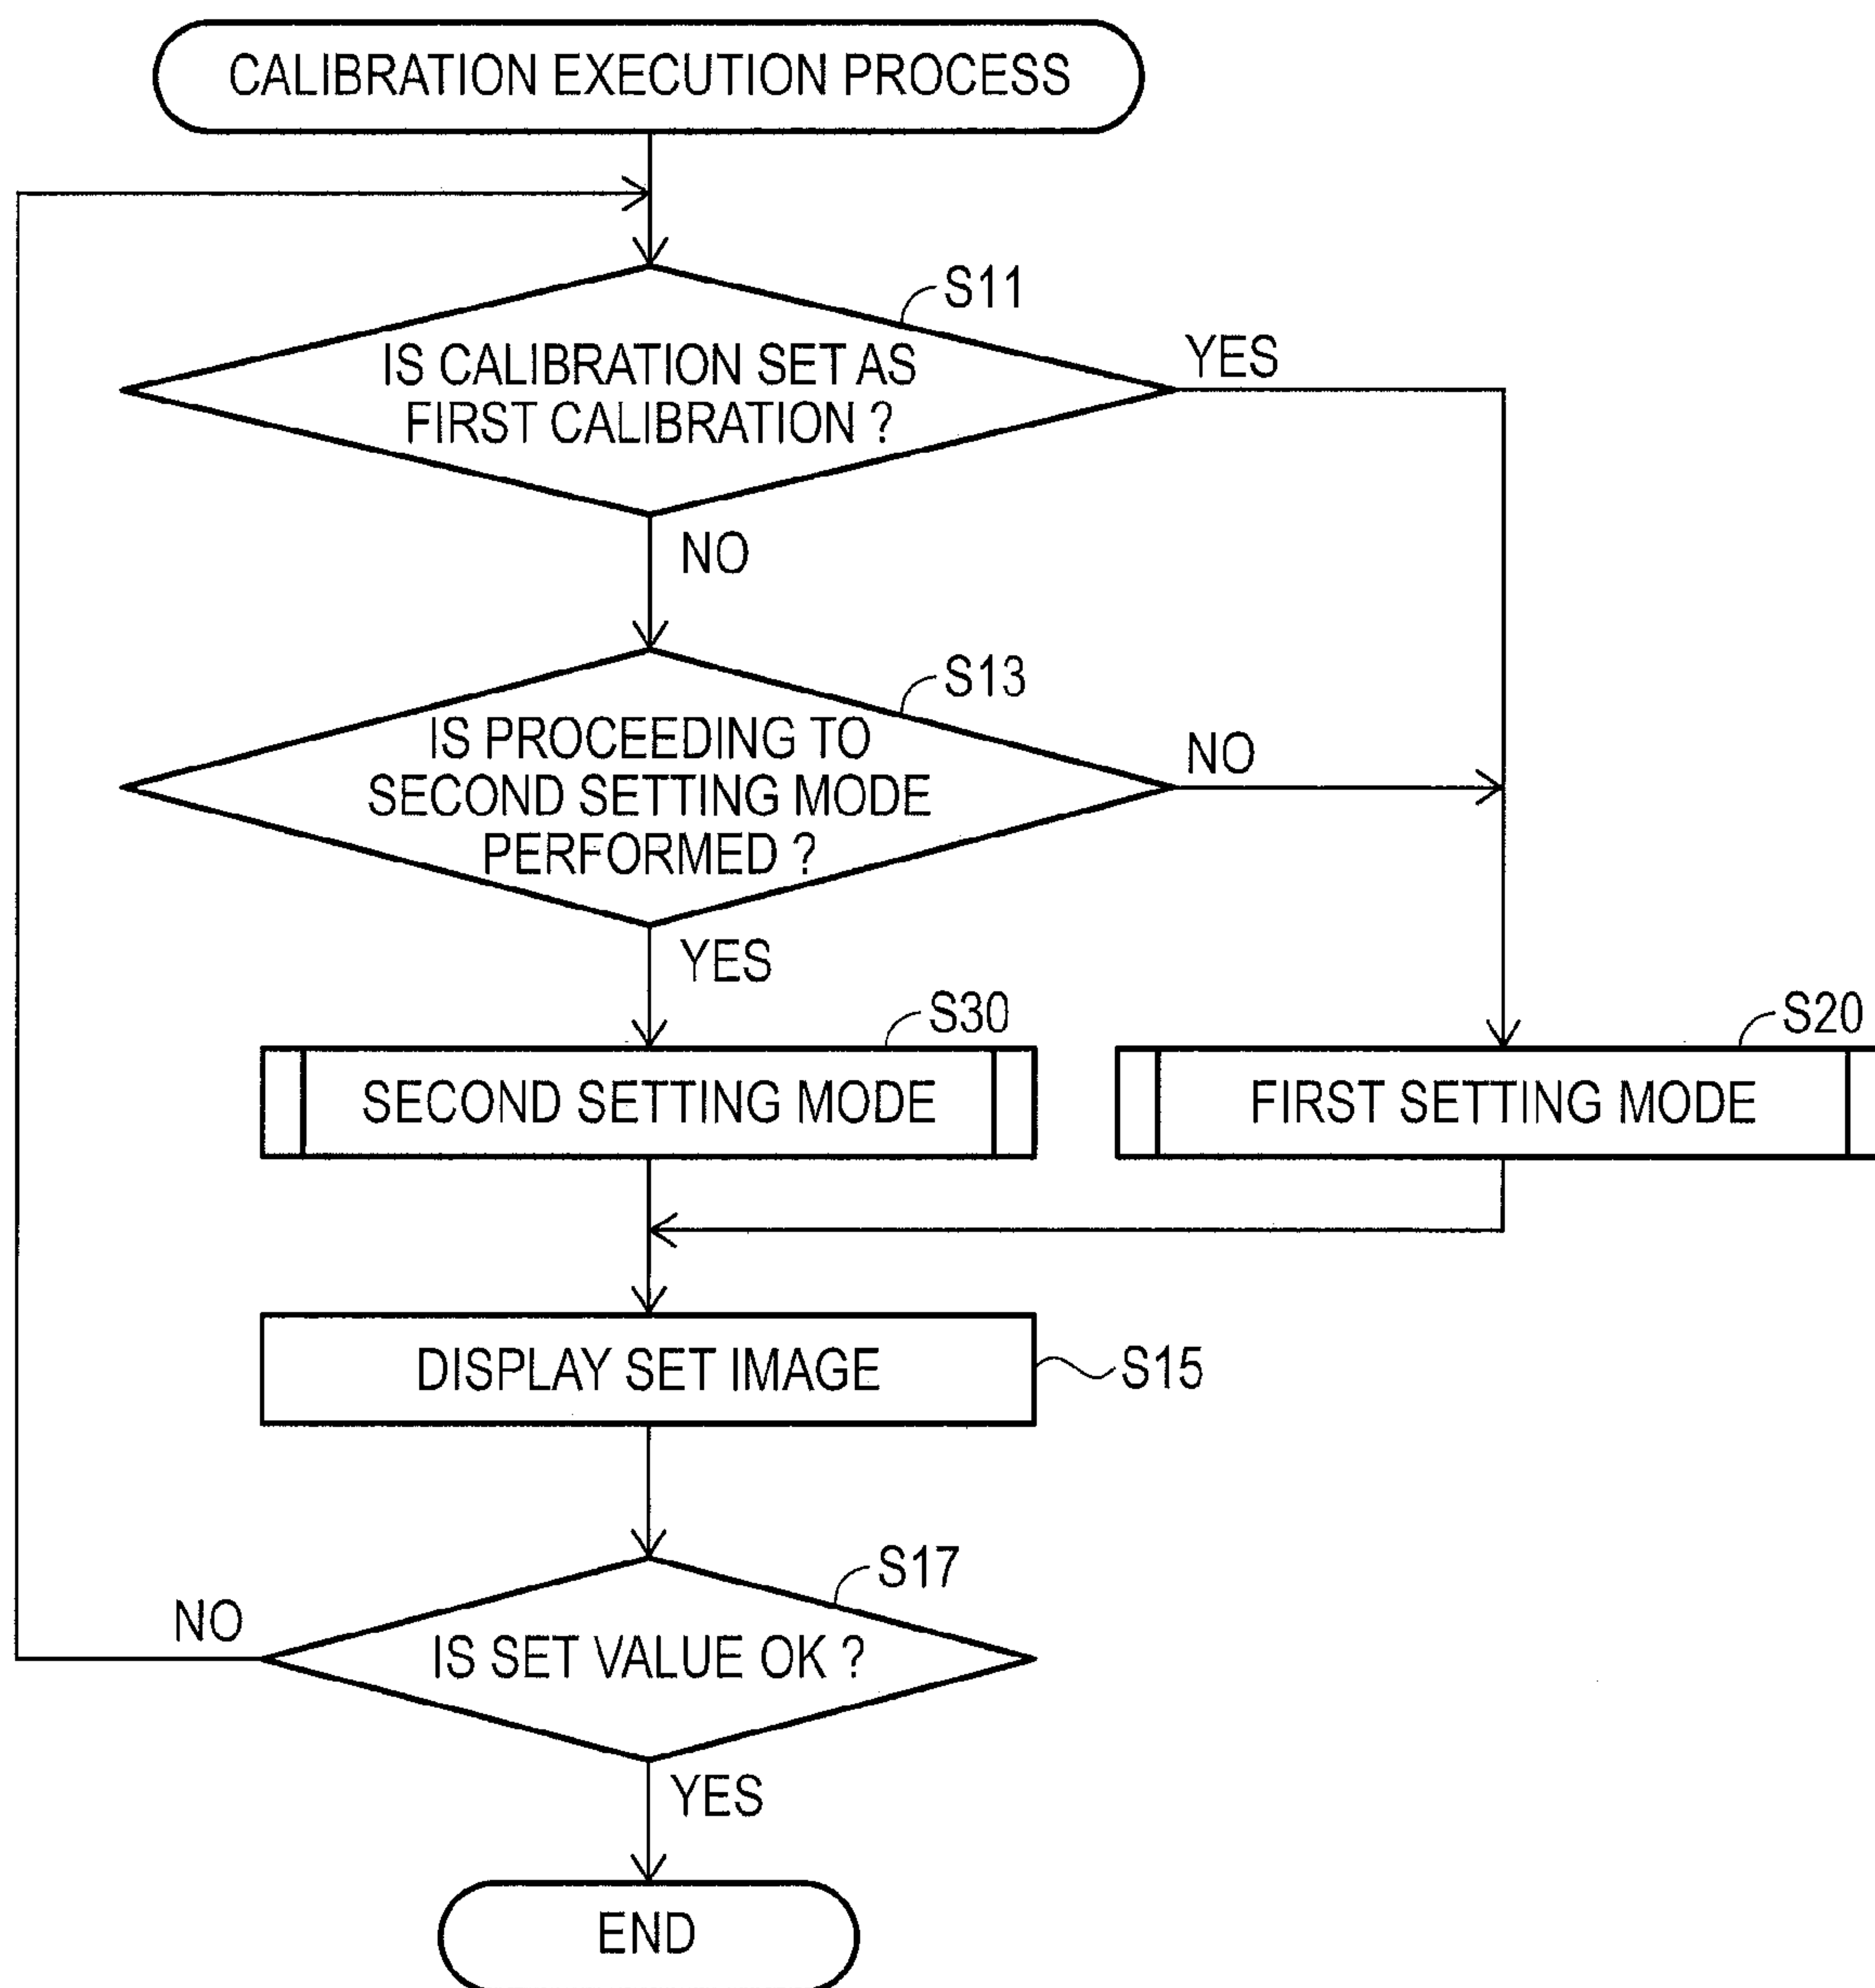 CALIBRATION EXECUTION PROCESS
S11
IS CALIBRATION SET AS
FIRST CALIBRATION ?
YES
NO
S13
IS PROCEEDING TO
SECOND SETTING MODE
PERFORMED ?
NO
YES
S30
S20
SECOND SETTING MODE
FIRST SETTING MODE
DISPLAY SET IMAGE
S15
S17
NO
IS SET VALUE OK ?
YES
END